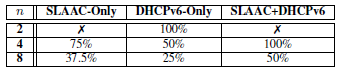 n SLAAC-Only DHCPv6-Only SLAAC+DHCPv6
2 ✗ 100% ✗
4 75% 50% 100%
8 37.5% 25% 50%